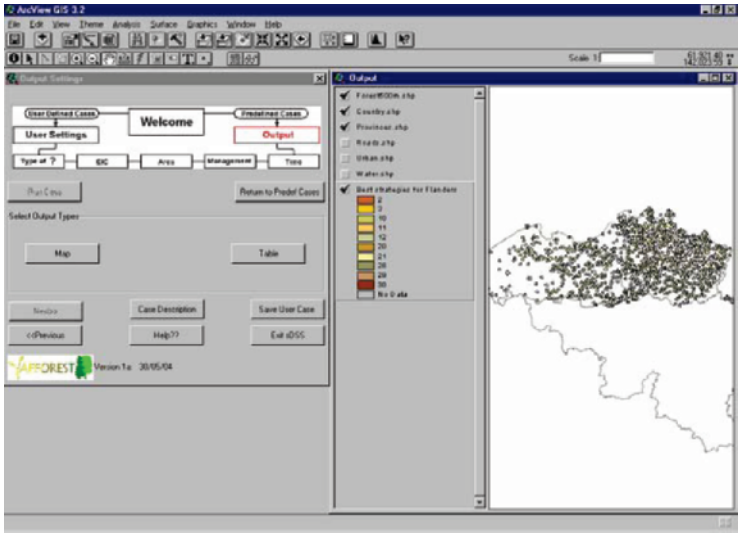 ArcView GIS 3.2
File Edit View Theme Analysis Surface Graphics Window Help
Scale 1:
Output Settings
User Defined Cases
Predefined Cases
Welcome
User Settings
Output
Type of ?
EIC
Area
Management
Time
Run Case
Return to Predef Cases
Select Output Types
Map
Table
Case Description
Save User Case
<<Previous
Help??
Exit sDSS
AFFOREST
Version 1a 30/05/04
Output
Forest500m.shp
Country.shp
Provinces.shp
Roads.shp
Urban.shp
Water.shp
Best strategies for Flanders
2
3
10
11
12
20
21
28
29
30
No Data